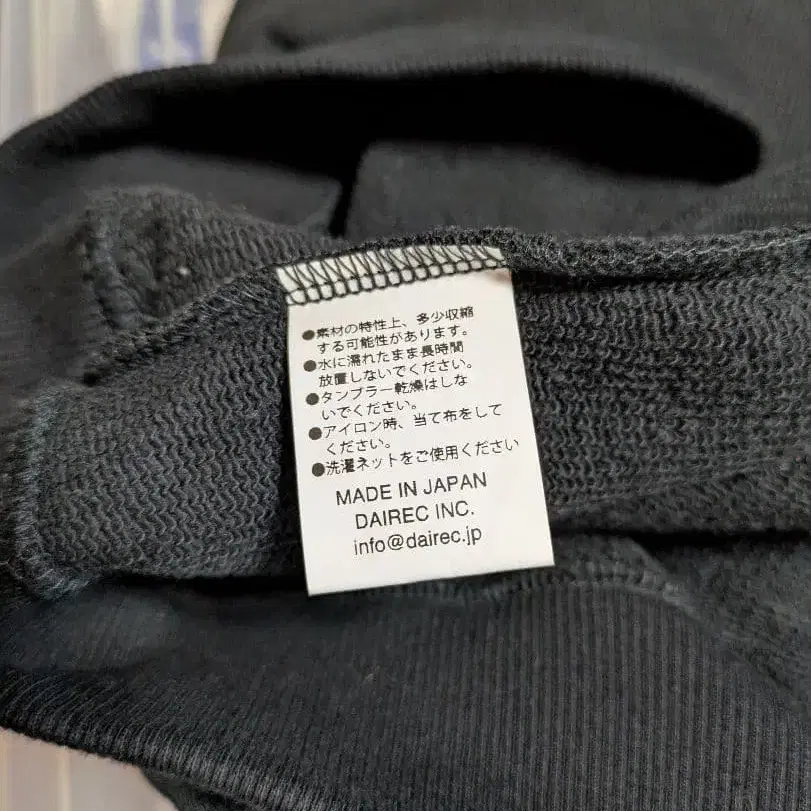 ●素材の特性上、多少収縮
する可能性があります。
●水に濡れたまま長時間
放置しないでください。
●タンブラー乾燥はしな
いでください。
●アイロン時、当て布をして
ください。
●洗濯ネットをご使用ください
MADE IN JAPAN
DAIREC INC.
info@dairec.jp